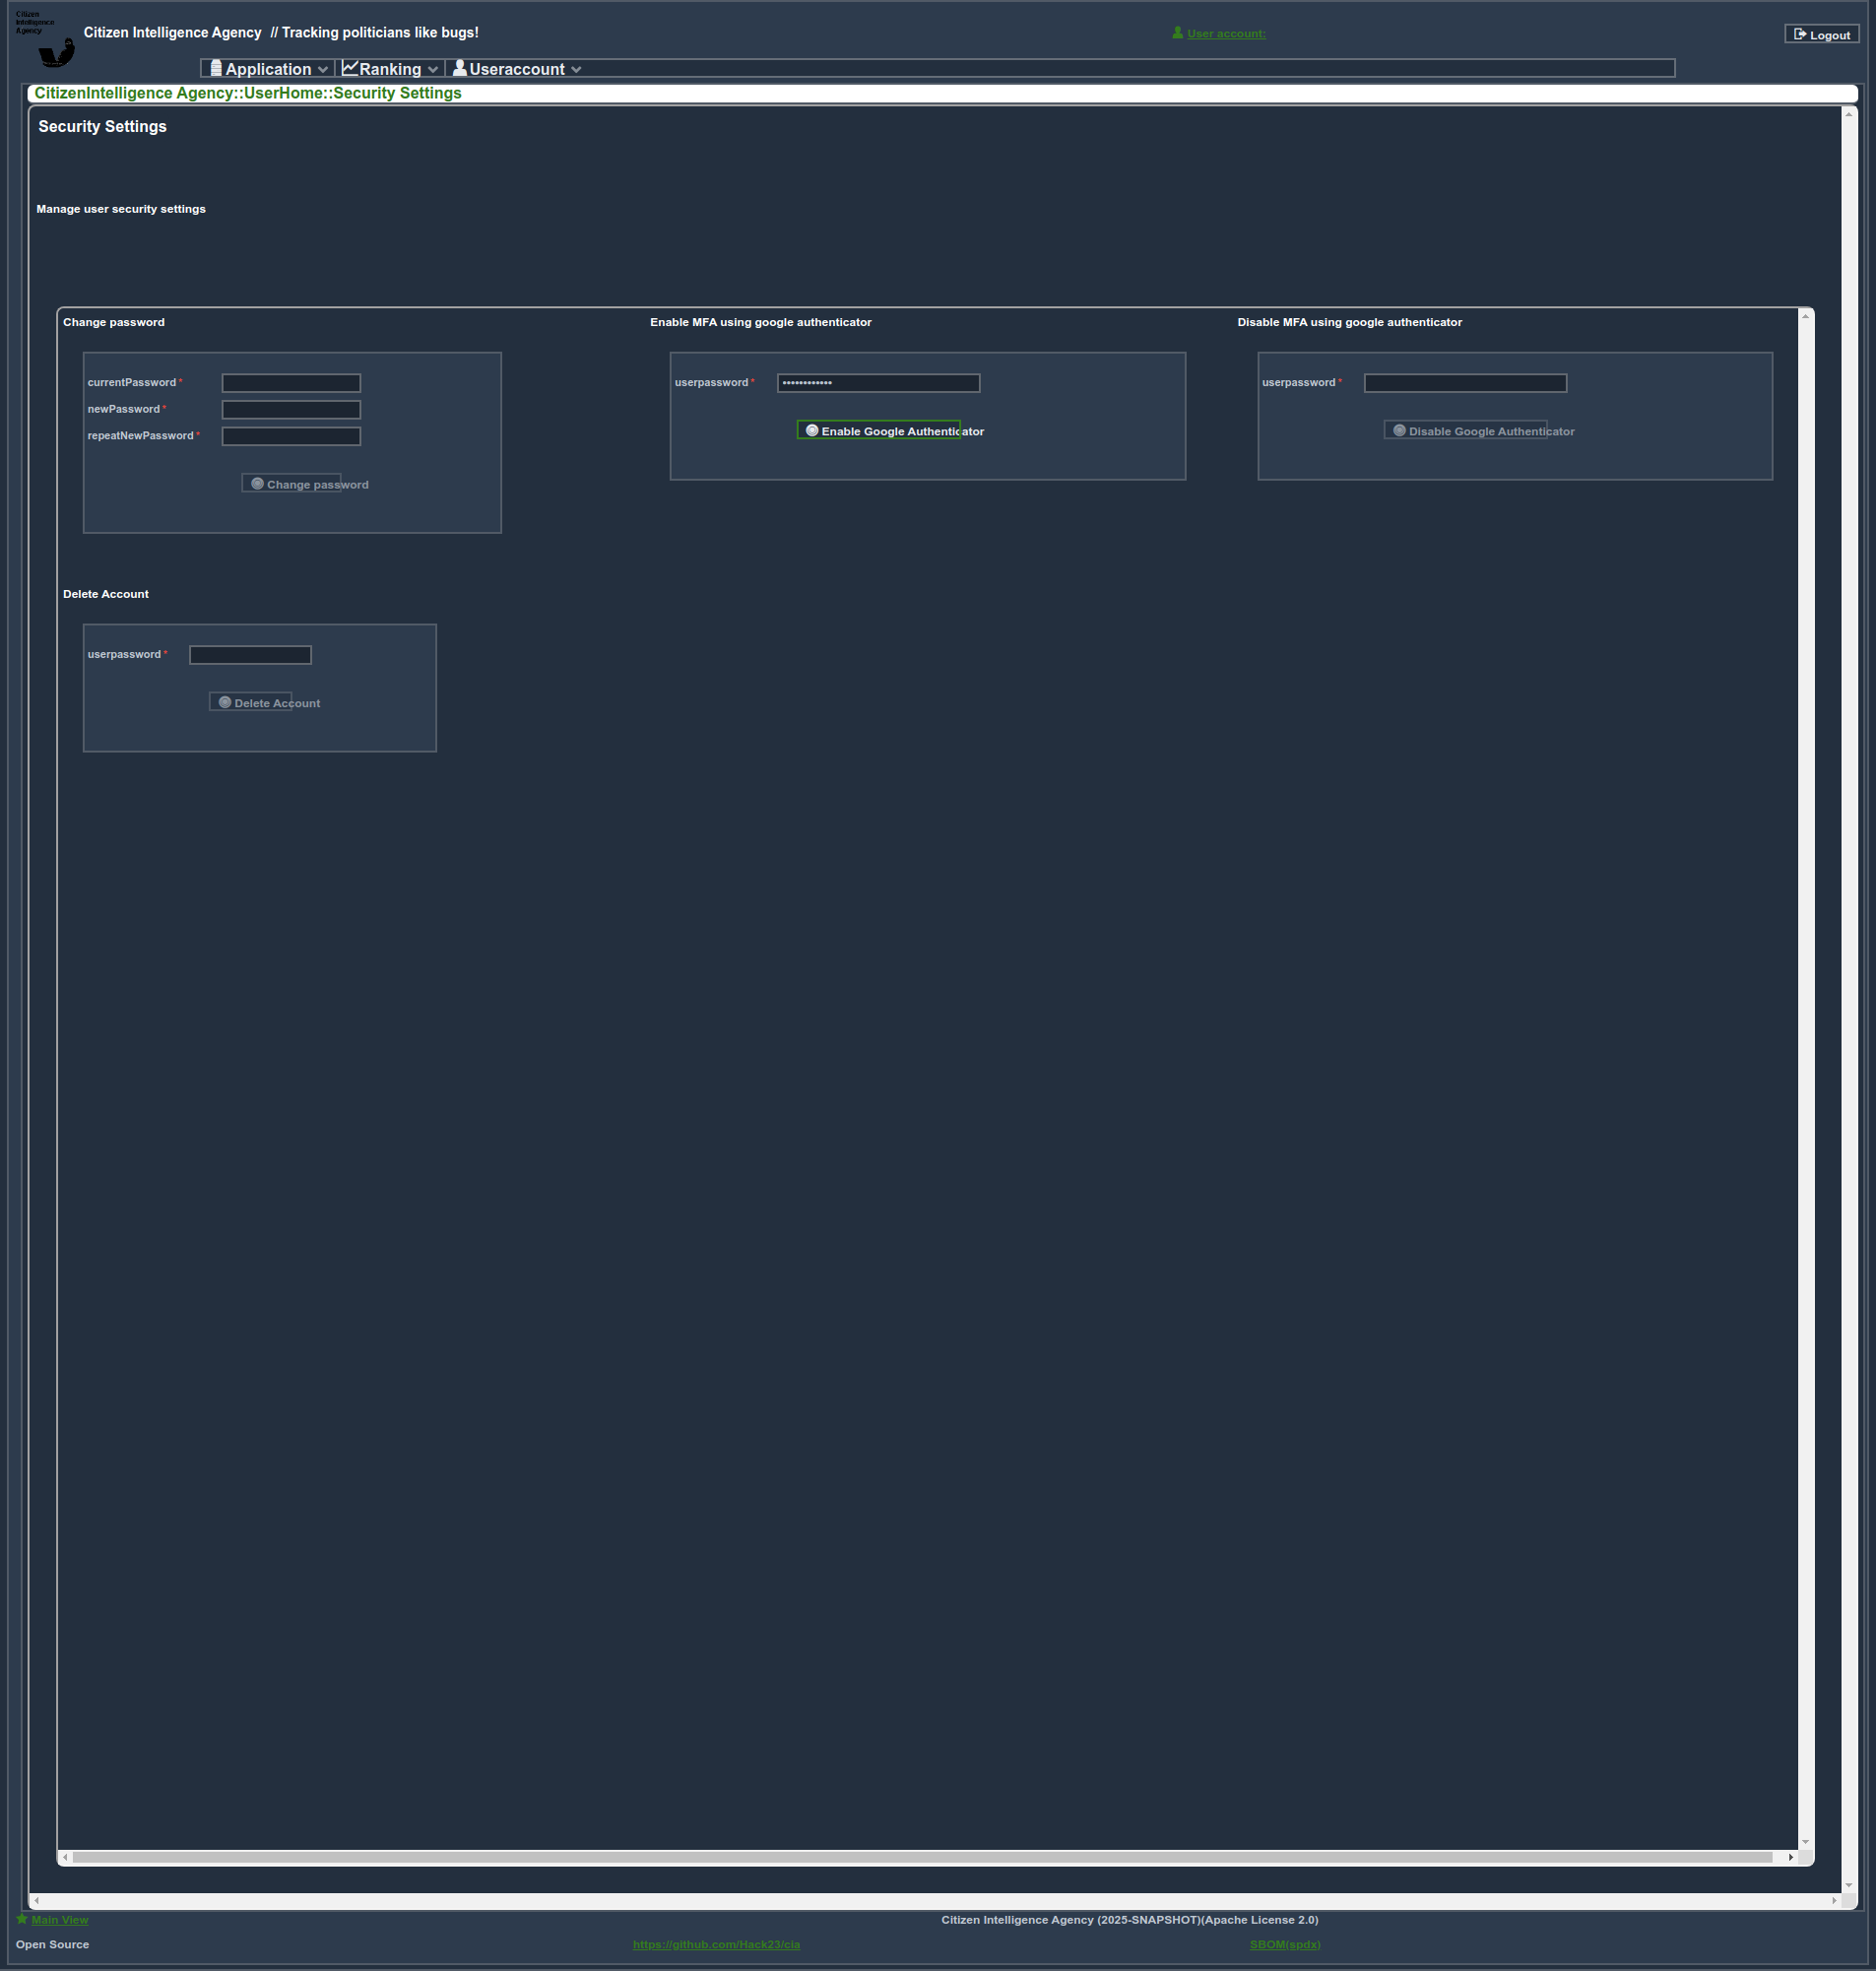 Citizen
Intelligence
Agency
Citizen Intelligence Agency // Tracking politicians like bugs!
User account:
Logout
Application
Ranking
Useraccount
CitizenIntelligence Agency::UserHome::Security Settings
Security Settings
Manage user security settings
Change password
currentPassword *
newPassword *
repeatNewPassword *
Change password
Enable MFA using google authenticator
userpassword * ••••••••••••
Enable Google Authenticator
Disable MFA using google authenticator
userpassword *
Disable Google Authenticator
Delete Account
userpassword *
Delete Account
Main View
Citizen Intelligence Agency (2025-SNAPSHOT)(Apache License 2.0)
Open Source
https://github.com/Hack23/cia
SBOM(spdx)